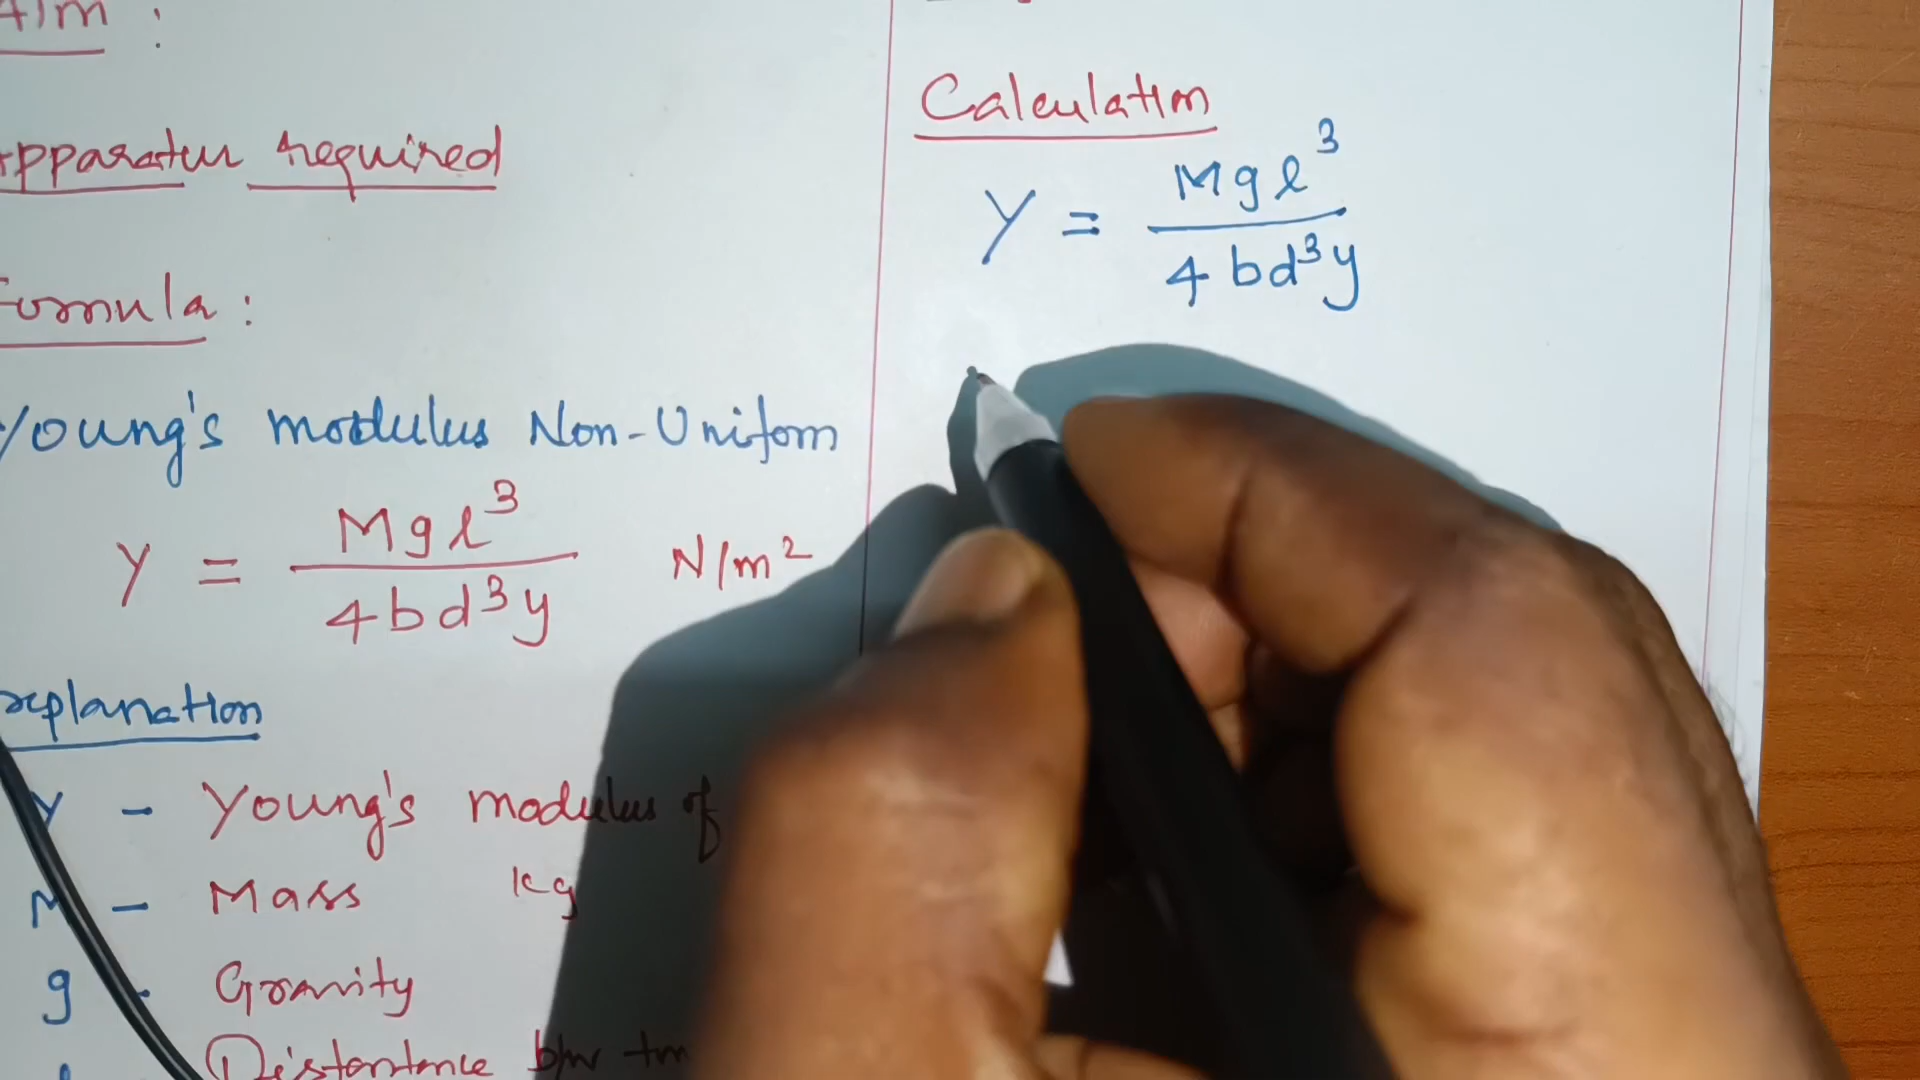 Aim :
Apparatus required
Formula :
Young's modulus Non-Uniform
Y = Mgl³ / 4bd³y N/m²
Explanation
Y - Young's modulus of
M - Mass kg
g - Gravity
Distantance b/w
Calculation
Y = Mgl³ / 4bd³y